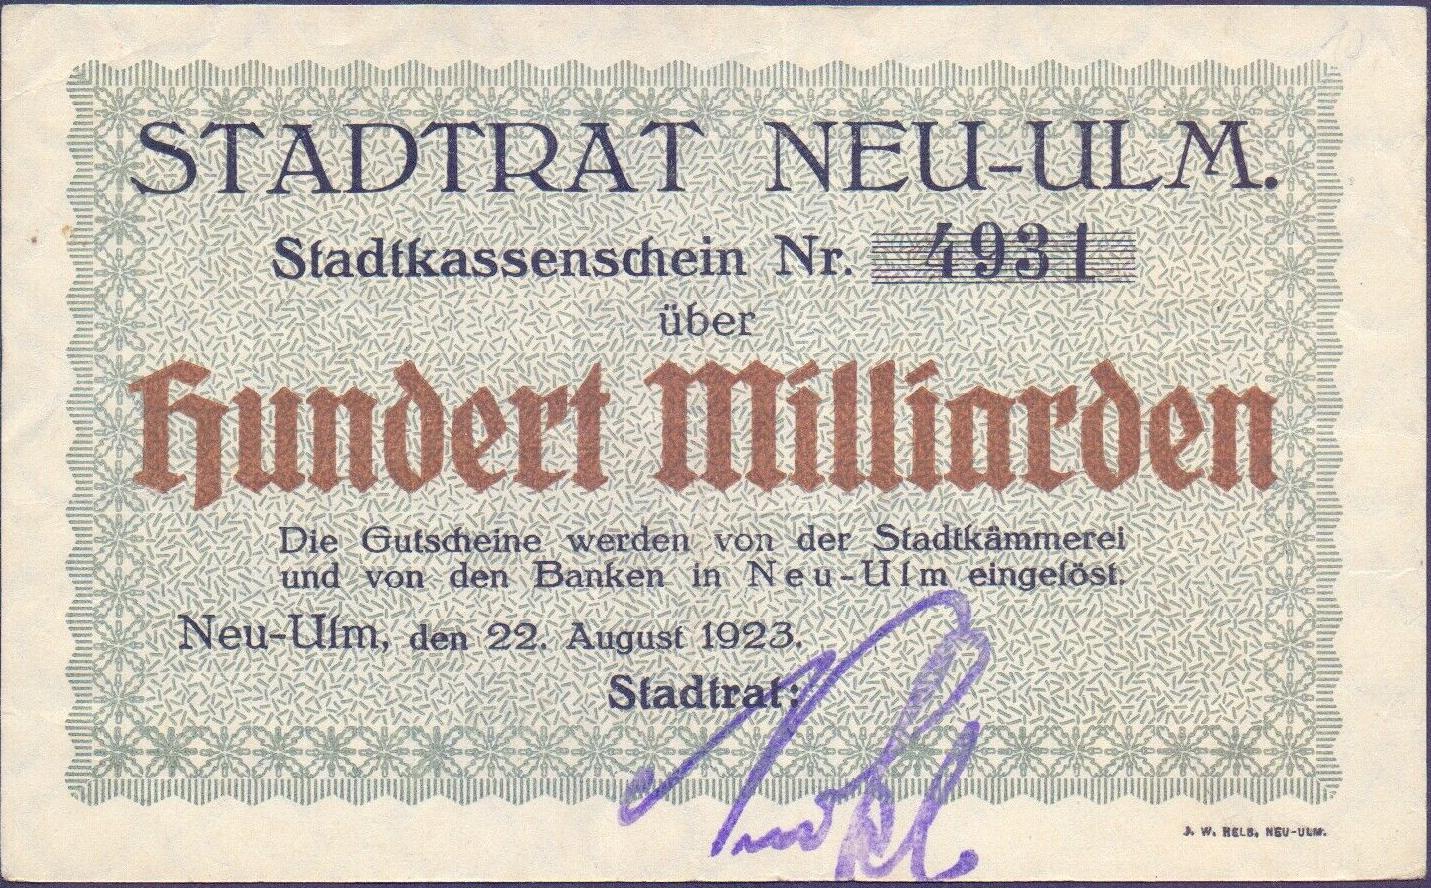 STADTRAT NEU-ULM.
Stadtkassenschein Nr. 4931
über
Hundert Milliarden
Die Gutscheine werden von der Stadtkämmerei
und von den Banken in Neu-Ulm eingelöst.
Neu-Ulm, den 22. August 1923.
Stadtrat:
J. W. HELB, NEU-ULM.